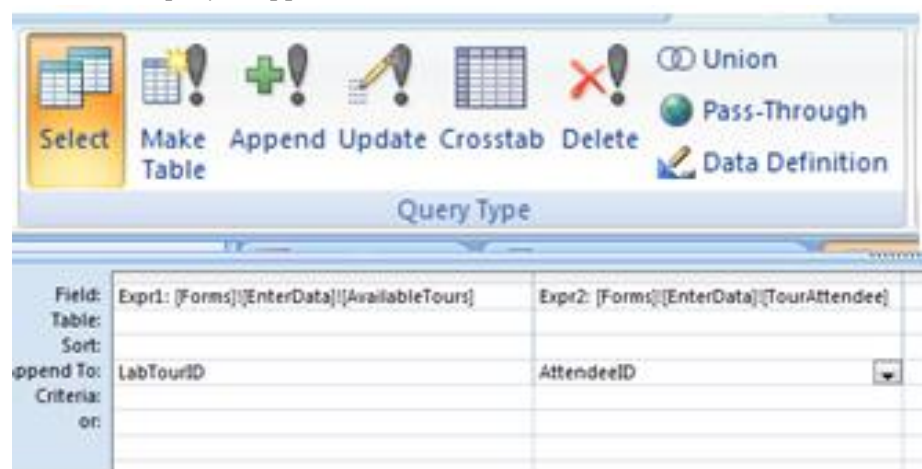 Select
Make Table
Append
Update
Crosstab
Delete
Union
Pass-Through
Data Definition
Query Type
Field: Expr1: [Forms]![EnterData]![AvailableTours] Expr2: [Forms]![EnterData]![TourAttendee]
Table:
Sort:
ppend To: LabTourID AttendeeID
Criteria:
or: